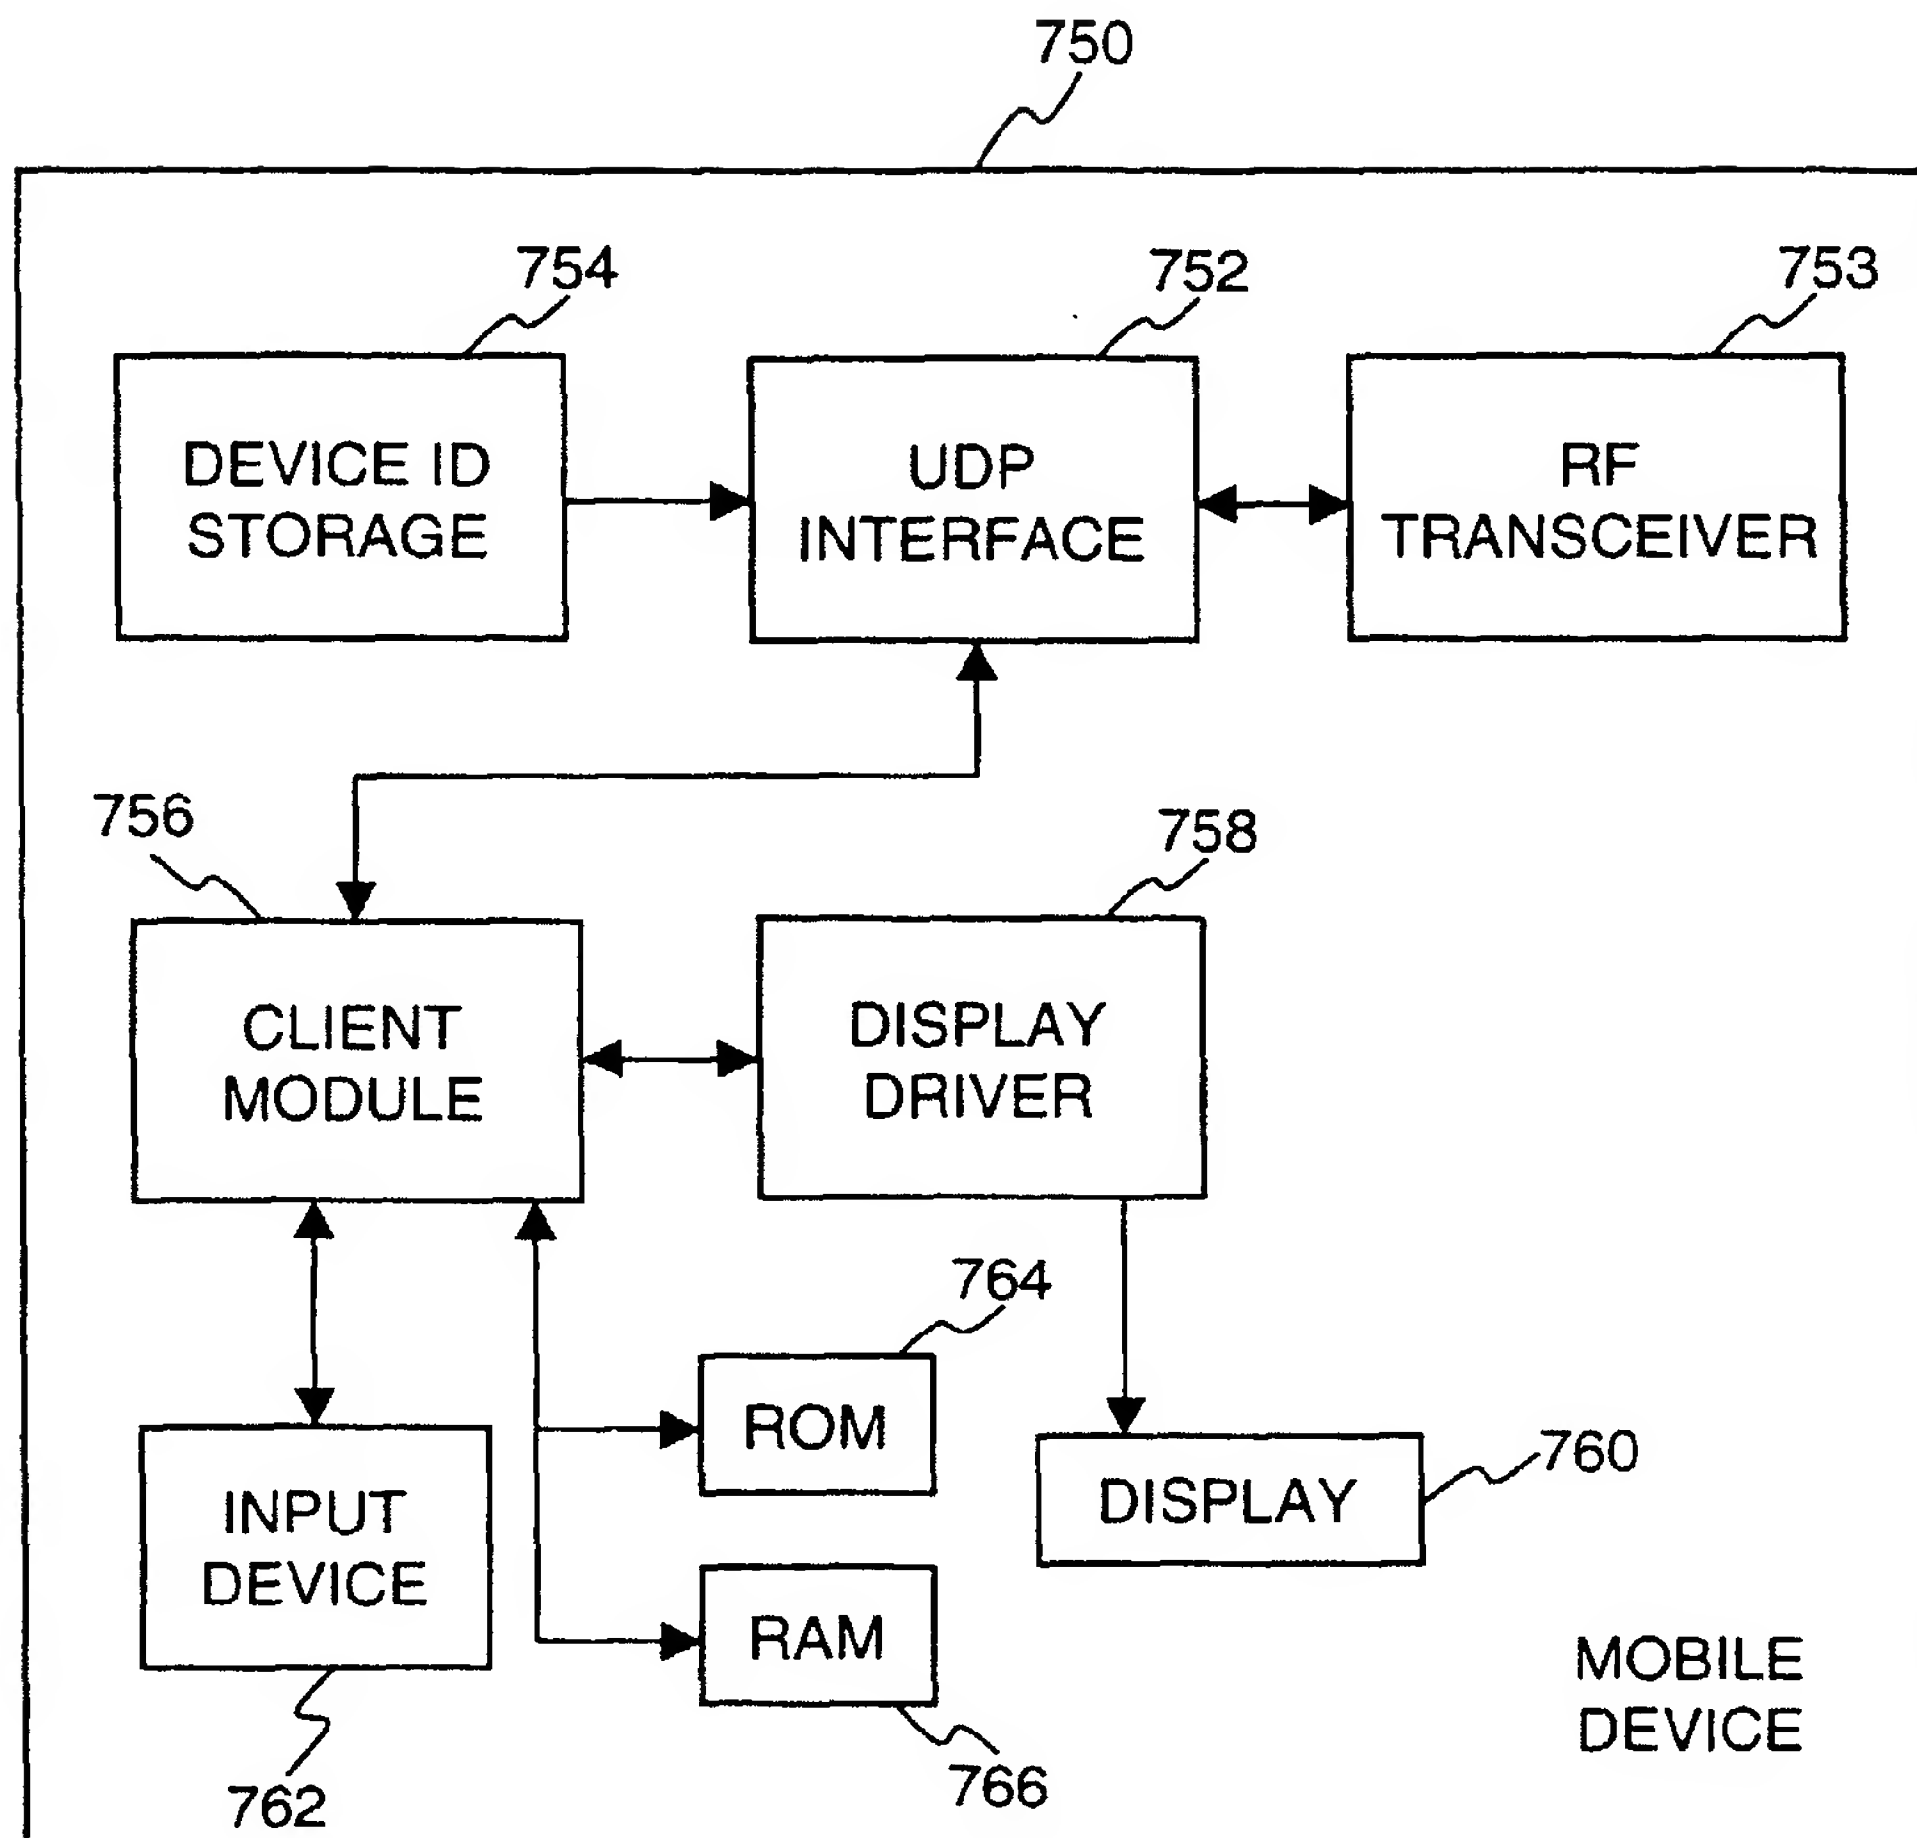 750
754
752
753
DEVICE ID
STORAGE
UDP
INTERFACE
RF
TRANSCEIVER
756
758
CLIENT
MODULE
DISPLAY
DRIVER
764
ROM
760
DISPLAY
INPUT
DEVICE
RAM
MOBILE
DEVICE
762
766